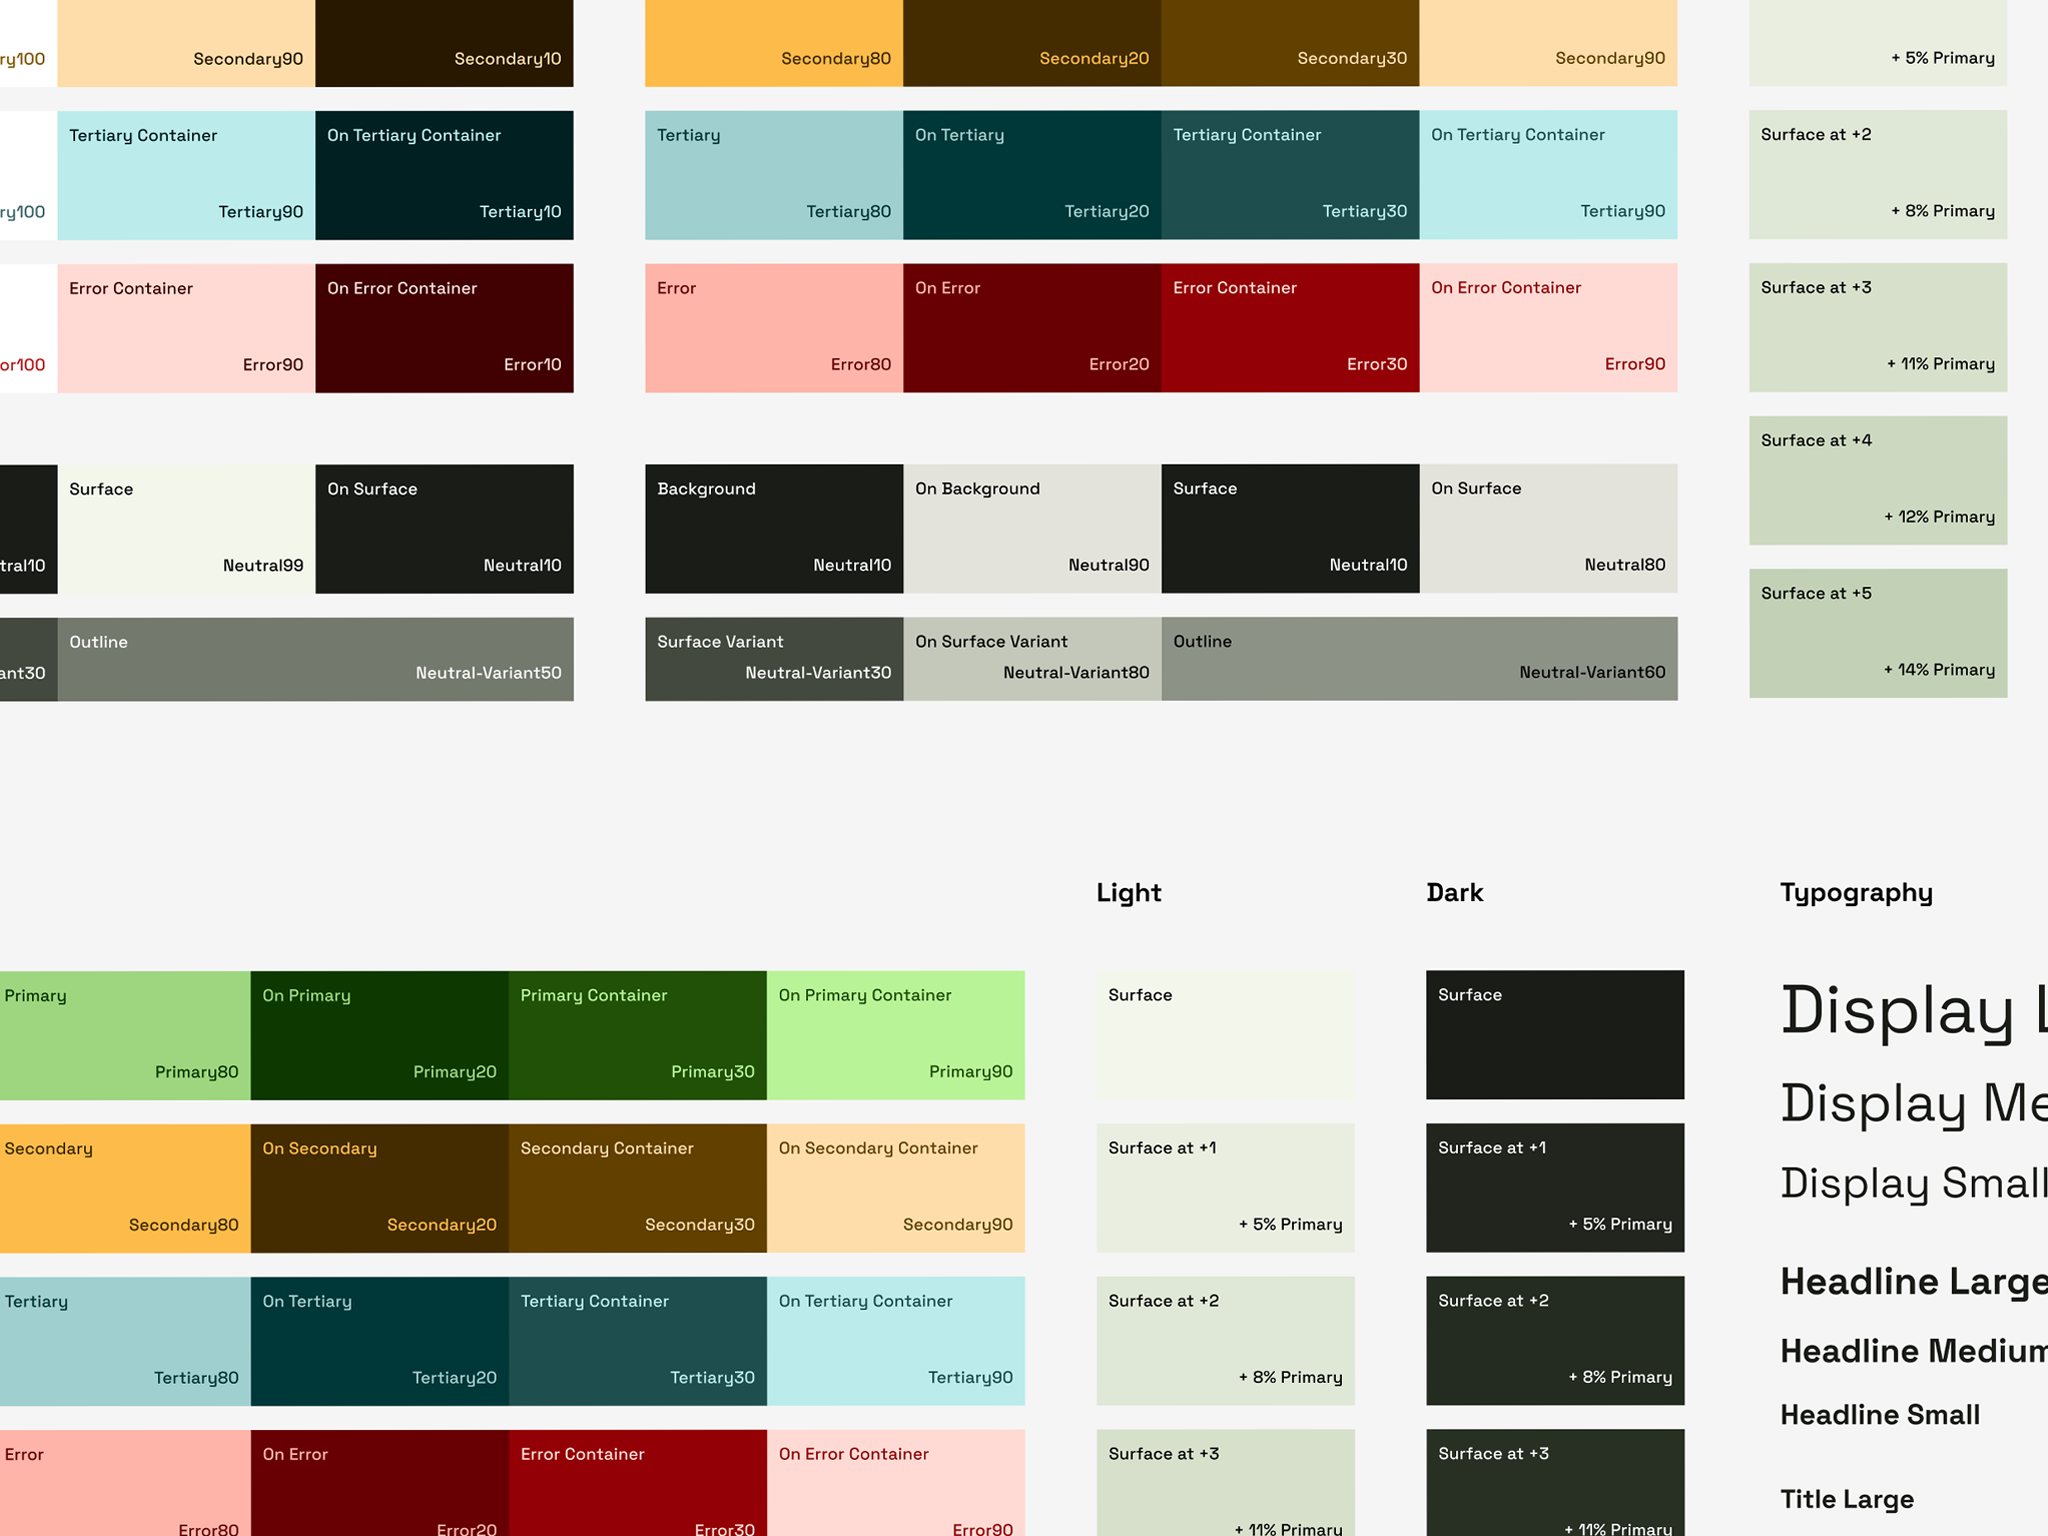 ry100
Secondary90
Secondary10
Secondary80
Secondary20
Secondary30
Secondary90
+ 5% Primary
Tertiary Container
On Tertiary Container
Tertiary
On Tertiary
Tertiary Container
On Tertiary Container
Surface at +2
ry100
Tertiary90
Tertiary10
Tertiary80
Tertiary20
Tertiary30
Tertiary90
+ 8% Primary
Error Container
On Error Container
Error
On Error
Error Container
On Error Container
Surface at +3
or100
Error90
Error10
Error80
Error20
Error30
Error90
+ 11% Primary
Surface at +4
Surface
On Surface
Background
On Background
Surface
On Surface
+ 12% Primary
tral10
Neutral99
Neutral10
Neutral10
Neutral90
Neutral10
Neutral80
Surface at +5
Outline
Surface Variant
On Surface Variant
Outline
ant30
Neutral-Variant50
Neutral-Variant30
Neutral-Variant80
Neutral-Variant60
+ 14% Primary
Light
Dark
Typography
Primary
On Primary
Primary Container
On Primary Container
Surface
Surface
Display L
Primary80
Primary20
Primary30
Primary90
Display Me
Secondary
On Secondary
Secondary Container
On Secondary Container
Surface at +1
Surface at +1
Display Small
Secondary80
Secondary20
Secondary30
Secondary90
+ 5% Primary
+ 5% Primary
Headline Large
Tertiary
On Tertiary
Tertiary Container
On Tertiary Container
Surface at +2
Surface at +2
Headline Medium
Tertiary80
Tertiary20
Tertiary30
Tertiary90
+ 8% Primary
+ 8% Primary
Headline Small
Error
On Error
Error Container
On Error Container
Surface at +3
Surface at +3
Title Large
Error80
Error20
Error30
Error90
+ 11% Primary
+ 11% Primary